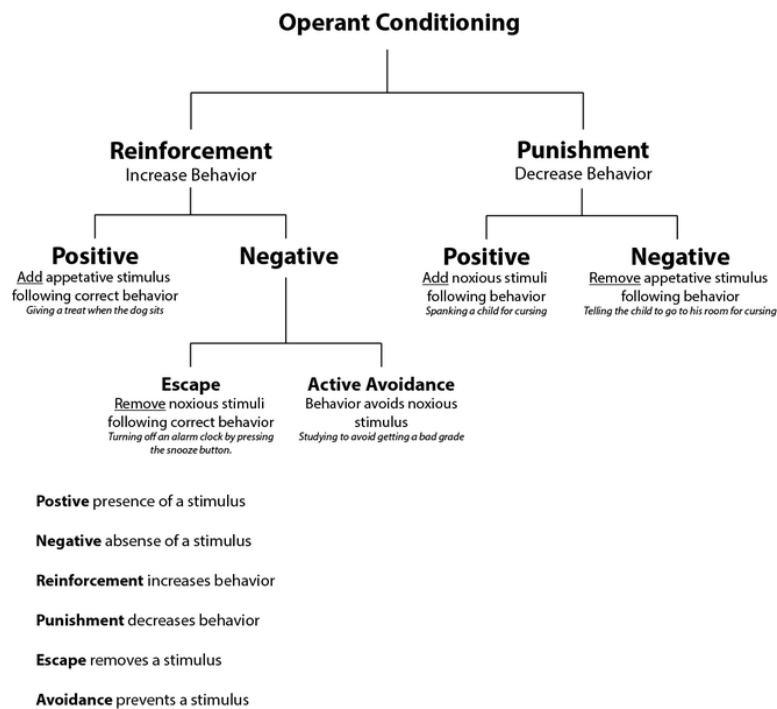 Operant Conditioning
Reinforcement
Increase Behavior
Punishment
Decrease Behavior
Positive
Add appetative stimulus
following correct behavior
Giving a treat when the dog sits
Negative
Positive
Add noxious stimuli
following behavior
Spanking a child for cursing
Negative
Remove appetative stimulus
following behavior
Telling the child to go to his room for cursing
Escape
Remove noxious stimuli
following correct behavior
Turning off an alarm clock by pressing
the snooze button.
Active Avoidance
Behavior avoids noxious
stimulus
Studying to avoid getting a bad grade
Postive presence of a stimulus
Negative absense of a stimulus
Reinforcement increases behavior
Punishment decreases behavior
Escape removes a stimulus
Avoidance prevents a stimulus